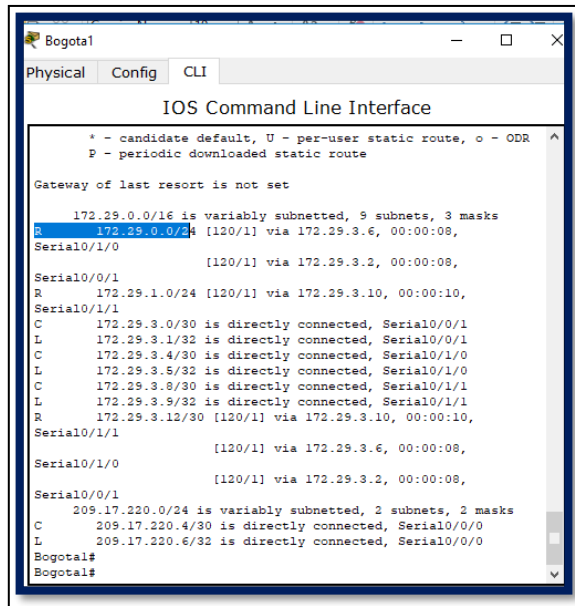 Bogota1
Physical Config CLI
IOS Command Line Interface
* - candidate default, U - per-user static route, o - ODR
P - periodic downloaded static route
Gateway of last resort is not set
172.29.0.0/16 is variably subnetted, 9 subnets, 3 masks
R 172.29.0.0/24 [120/1] via 172.29.3.6, 00:00:08,
Serial0/1/0
[120/1] via 172.29.3.2, 00:00:08,
Serial0/0/1
R 172.29.1.0/24 [120/1] via 172.29.3.10, 00:00:10,
Serial0/1/1
C 172.29.3.0/30 is directly connected, Serial0/0/1
L 172.29.3.1/32 is directly connected, Serial0/0/1
C 172.29.3.4/30 is directly connected, Serial0/1/0
L 172.29.3.5/32 is directly connected, Serial0/1/0
C 172.29.3.8/30 is directly connected, Serial0/1/1
L 172.29.3.9/32 is directly connected, Serial0/1/1
R 172.29.3.12/30 [120/1] via 172.29.3.10, 00:00:10,
Serial0/1/1
[120/1] via 172.29.3.6, 00:00:08,
Serial0/1/0
[120/1] via 172.29.3.2, 00:00:08,
Serial0/0/1
209.17.220.0/24 is variably subnetted, 2 subnets, 2 masks
C 209.17.220.4/30 is directly connected, Serial0/0/0
L 209.17.220.6/32 is directly connected, Serial0/0/0
Bogota1#
Bogota1#